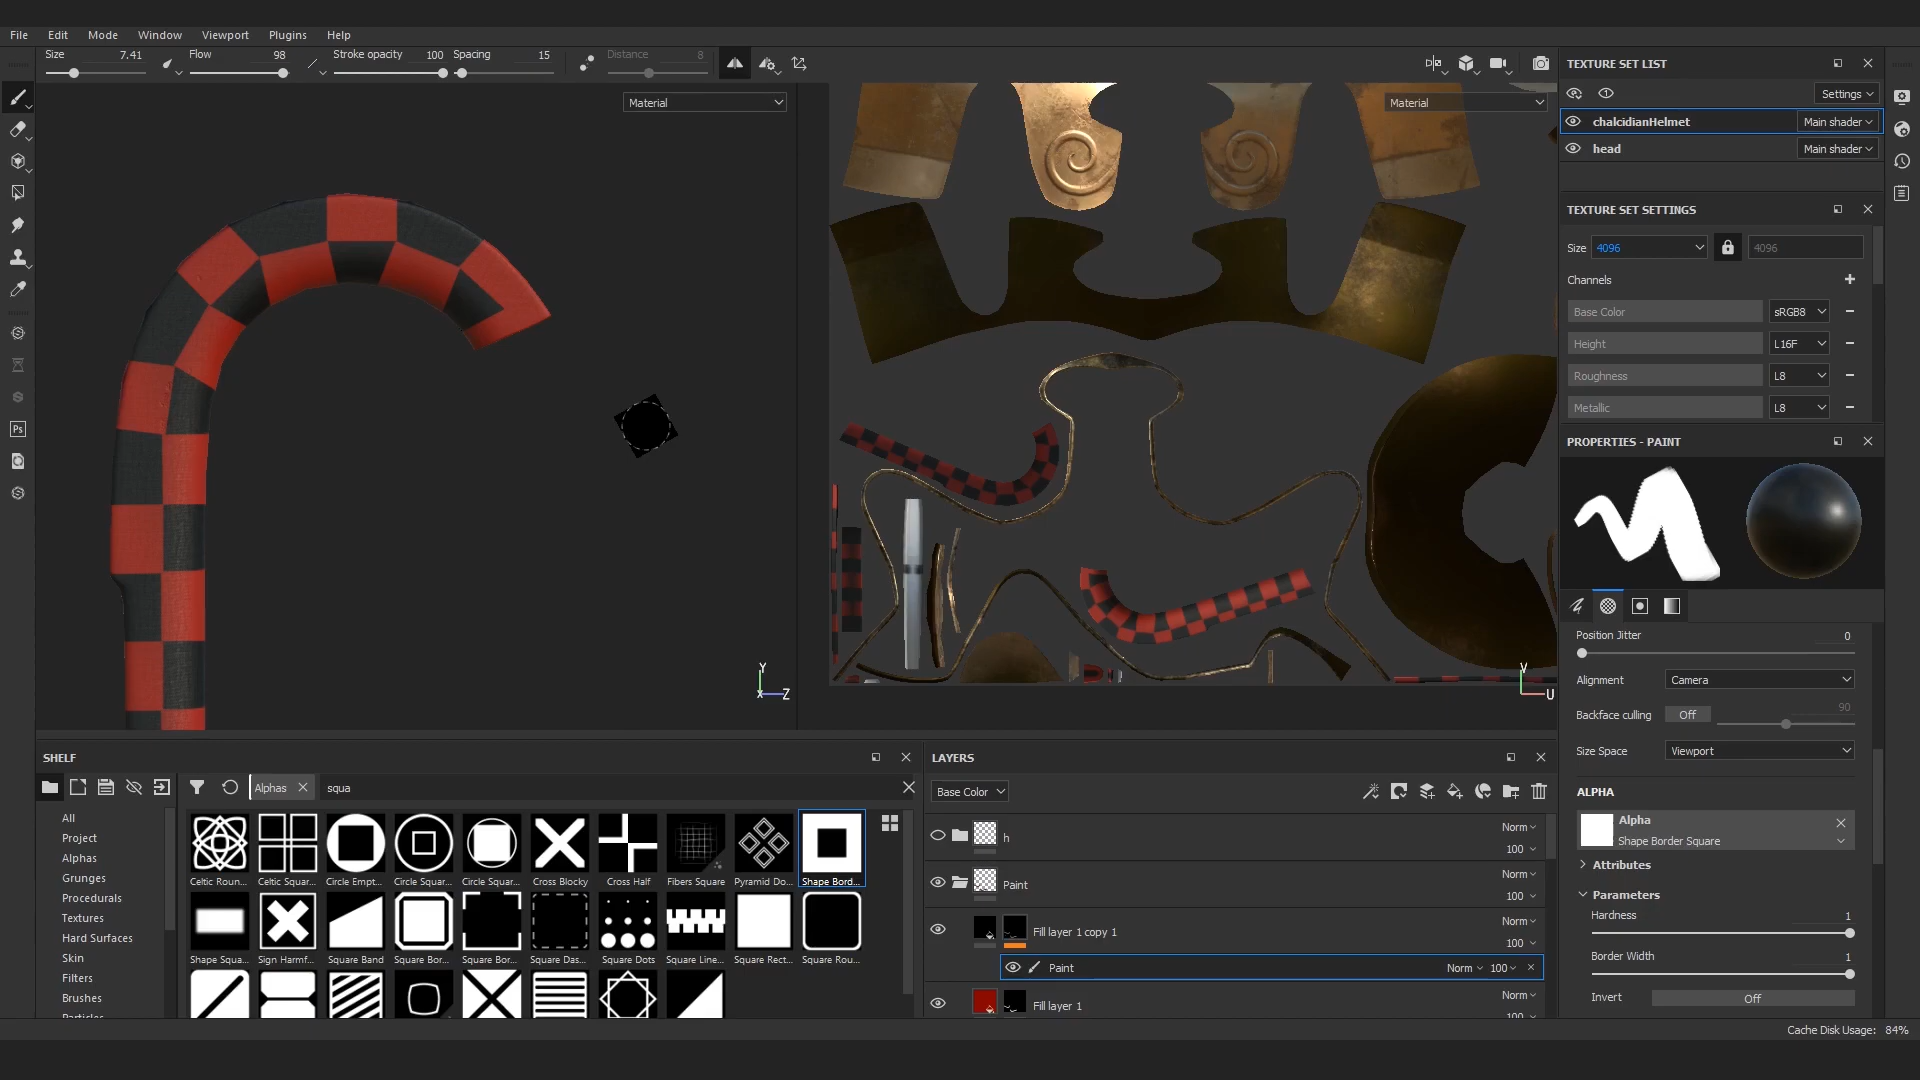 File Edit Mode Window Viewport Plugins Help
Size 7.41 Flow 98 Stroke opacity 100 Spacing 15 Distance 8
Material
Material
TEXTURE SET LIST
Settings
chalcidianHelmet Main shader
head Main shader
TEXTURE SET SETTINGS
Size 4096 4096
Channels
Base Color sRGB8
Height L16F
Roughness L8
Metallic L8
PROPERTIES - PAINT
Position Jitter 0
Alignment Camera
Backface culling Off 90
Size Space Viewport
ALPHA
Alpha
Shape Border Square
Attributes
Parameters
Hardness 1
Border Width 1
Invert Off
Y
X Z
V
U
Ps
SHELF
Alphas squa
All
Project
Alphas
Grunges
Procedurals
Textures
Hard Surfaces
Skin
Filters
Brushes
Particles
Celtic Roun... Celtic Squar... Circle Empt... Circle Squar... Circle Squar... Cross Blocky Cross Half Fibers Square Pyramid Do... Shape Bord...
Shape Squa... Sign Harmf... Square Band Square Bor... Square Bor... Square Das... Square Dots Square Line... Square Rect... Square Rou...
LAYERS
Base Color
h Norm
100
Paint Norm
100
Fill layer 1 copy 1 Norm
100
Paint Norm 100
Fill layer 1 Norm
100
Cache Disk Usage: 84%